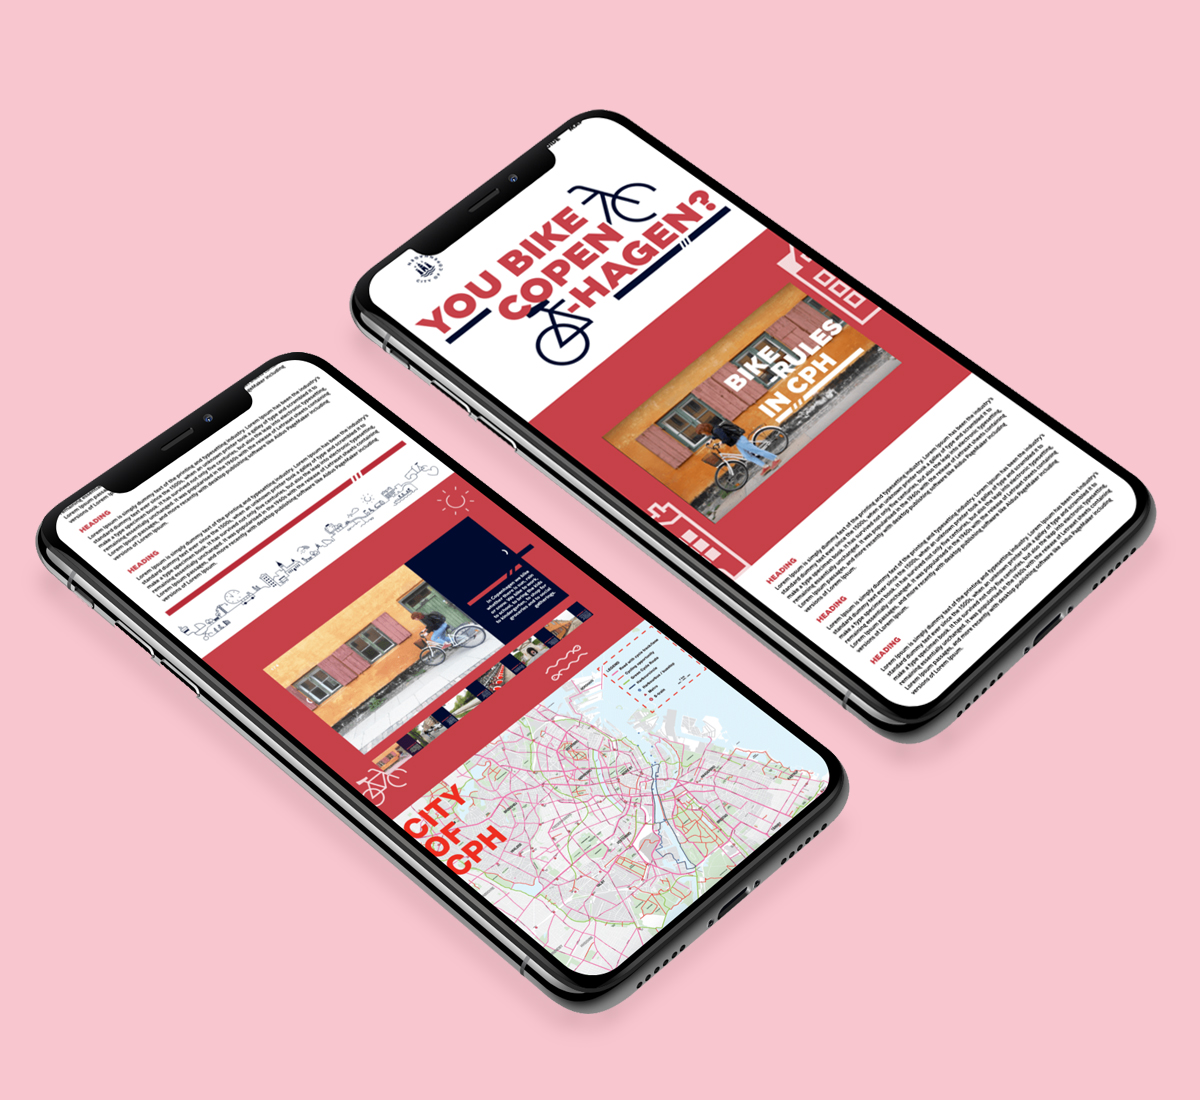 YOU BIKE
COPEN
-HAGEN?
BIKE
-RULES-
IN CPH
HEADING
Lorem Ipsum is simply dummy text of the printing and typesetting industry. Lorem Ipsum has been the industry's
standard dummy text ever since the 1500s, when an unknown printer took a galley of type and scrambled it to
make a type specimen book. It has survived not only five centuries, but also the leap into electronic typesetting,
remaining essentially unchanged. It was popularised in the 1960s with the release of Letraset sheets containing
Lorem Ipsum passages, and more recently with desktop publishing software like Aldus PageMaker including
versions of Lorem Ipsum.
HEADING
Lorem Ipsum is simply dummy text of the printing and typesetting industry. Lorem Ipsum has been the industry's
standard dummy text ever since the 1500s, when an unknown printer took a galley of type and scrambled it to
make a type specimen book. It has survived not only five centuries, but also the leap into electronic typesetting,
remaining essentially unchanged. It was popularised in the 1960s with the release of Letraset sheets containing
Lorem Ipsum passages, and more recently with desktop publishing software like Aldus PageMaker including
versions of Lorem Ipsum.
HEADING
Lorem Ipsum is simply dummy text of the printing and typesetting industry. Lorem Ipsum has been the industry's
standard dummy text ever since the 1500s, when an unknown printer took a galley of type and scrambled it to
make a type specimen book. It has survived not only five centuries, but also the leap into electronic typesetting,
remaining essentially unchanged. It was popularised in the 1960s with the release of Letraset sheets containing
Lorem Ipsum passages, and more recently with desktop publishing software like Aldus PageMaker including
versions of Lorem Ipsum.
PageMaker including
HEADING
Lorem Ipsum is simply dummy text of the printing and typesetting industry. Lorem Ipsum has been the industry's
standard dummy text ever since the 1500s, when an unknown printer took a galley of type and scrambled it to
make a type specimen book. It has survived not only five centuries, but also the leap into electronic typesetting,
remaining essentially unchanged. It was popularised in the 1960s with the release of Letraset sheets containing
Lorem Ipsum passages, and more recently with desktop publishing software like Aldus PageMaker including
versions of Lorem Ipsum.
HEADING
Lorem Ipsum is simply dummy text of the printing and typesetting industry. Lorem Ipsum has been the industry's
standard dummy text ever since the 1500s, when an unknown printer took a galley of type and scrambled it to
make a type specimen book. It has survived not only five centuries, but also the leap into electronic typesetting,
remaining essentially unchanged. It was popularised in the 1960s with the release of Letraset sheets containing
Lorem Ipsum passages, and more recently with desktop publishing software like Aldus PageMaker including
versions of Lorem Ipsum.
CITY
OF
CPH